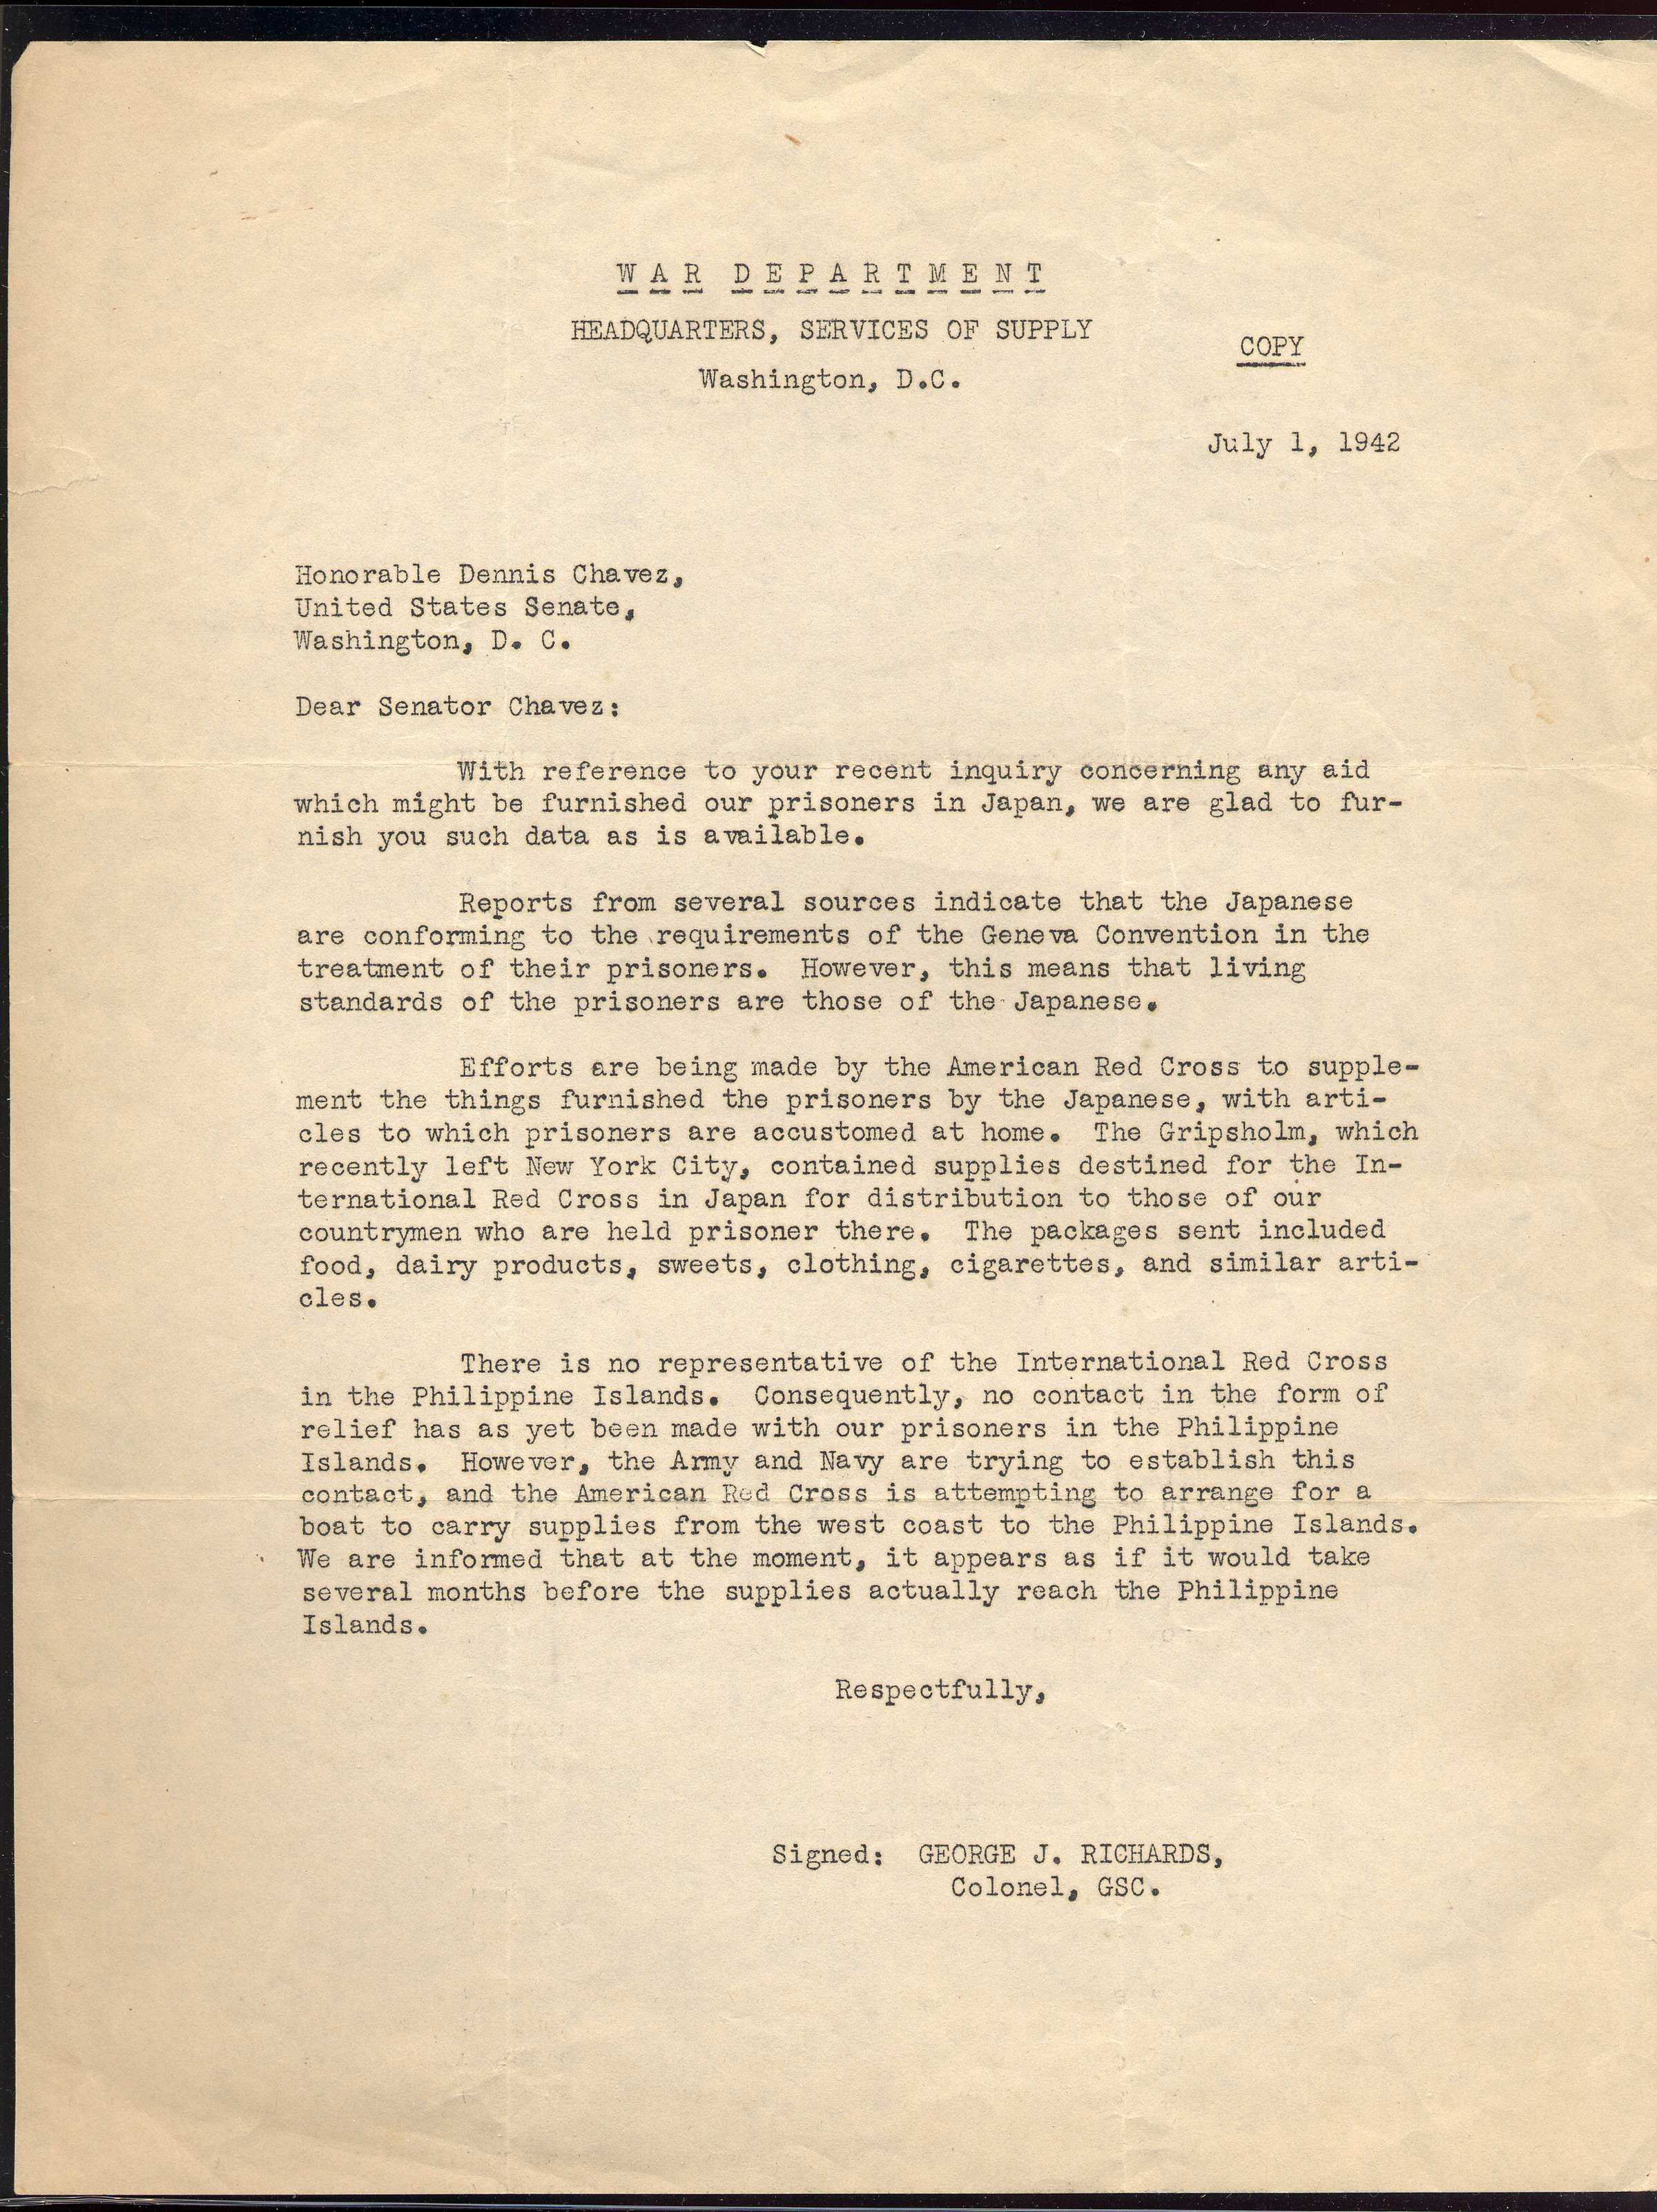 WAR DEPARTMENT
HEADQUARTERS, SERVICES OF SUPPLY
COPY
Washington, D.C.
July 1, 1942
Honorable Dennis Chavez,
United States Senate,
Washington, D. C.
Dear Senator Chavez:
With reference to your recent inquiry concerning any aid
which might be furnished our prisoners in Japan, we are glad to fur-
nish you such data as is available.
Reports from several sources indicate that the Japanese
are conforming to the requirements of the Geneva Convention in the
treatment of their prisoners. However, this means that living
standards of the prisoners are those of the Japanese.
Efforts are being made by the American Red Cross to supple-
ment the things furnished the prisoners by the Japanese, with arti-
cles to which prisoners are accustomed at home. The Gripsholm, which
recently left New York City, contained supplies destined for the In-
ternational Red Cross in Japan for distribution to those of our
countrymen who are held prisoner there. The packages sent included
food, dairy products, sweets, clothing, cigarettes, and similar arti-
cles.
There is no representative of the International Red Cross
in the Philippine Islands. Consequently, no contact in the form of
relief has as yet been made with our prisoners in the Philippine
Islands. However, the Army and Navy are trying to establish this
contact, and the American Red Cross is attempting to arrange for a
boat to carry supplies from the west coast to the Philippine Islands.
We are informed that at the moment, it appears as if it would take
several months before the supplies actually reach the Philippine
Islands.
Respectfully,
Signed: GEORGE J. RICHARDS,
Colonel, GSC.